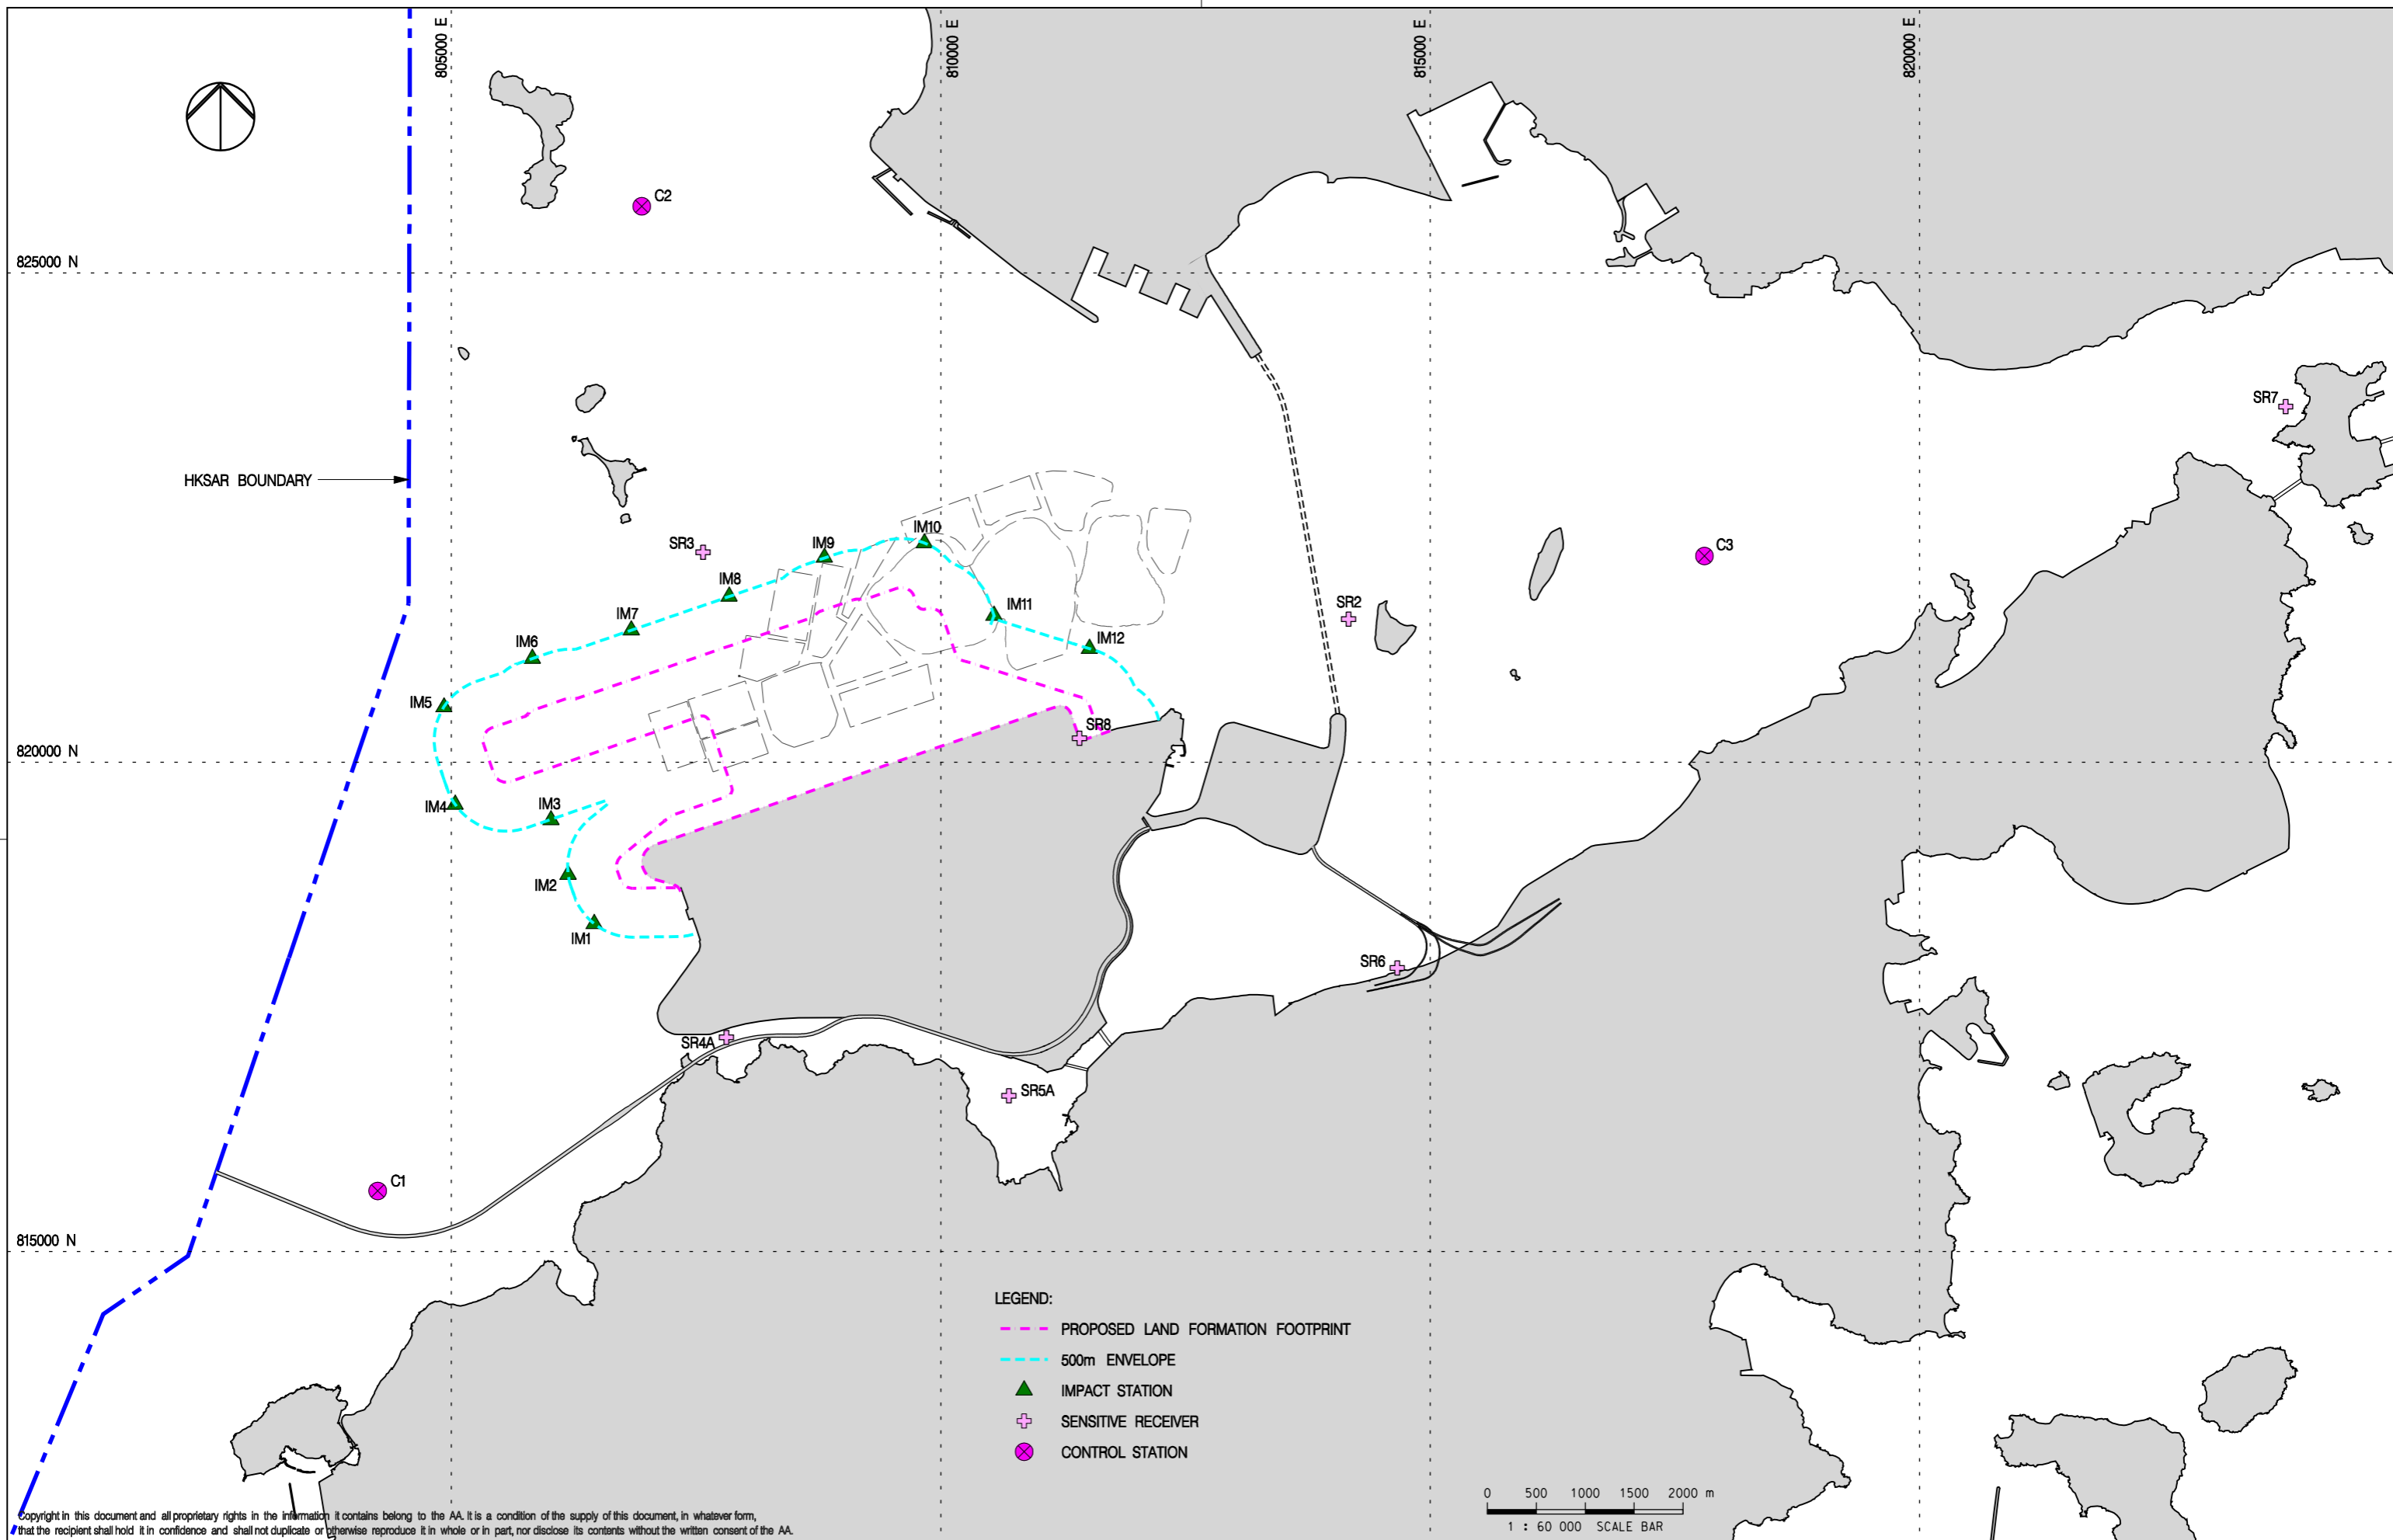 805000 E
810000 E
815000 E
820000 E
C2
825000 N
SR7
HKSAR BOUNDARY
IM10
SR3
IM9
C3
IM8
SR2
IM7
IM11
IM12
IM6
IM5
SR8
820000 N
IM4
IM3
IM2
IM1
SR6
SR4A
SR5A
C1
815000 N
LEGEND:
PROPOSED LAND FORMATION FOOTPRINT
500m ENVELOPE
IMPACT STATION
SENSITIVE RECEIVER
CONTROL STATION
0 500 1000 1500 2000 m
1 : 60 000 SCALE BAR
Copyright in this document and all proprietary rights in the information it contains belong to the AA. It is a condition of the supply of this document, in whatever form,
that the recipient shall hold it in confidence and shall not duplicate or otherwise reproduce it in whole or in part, nor disclose its contents without the written consent of the AA.